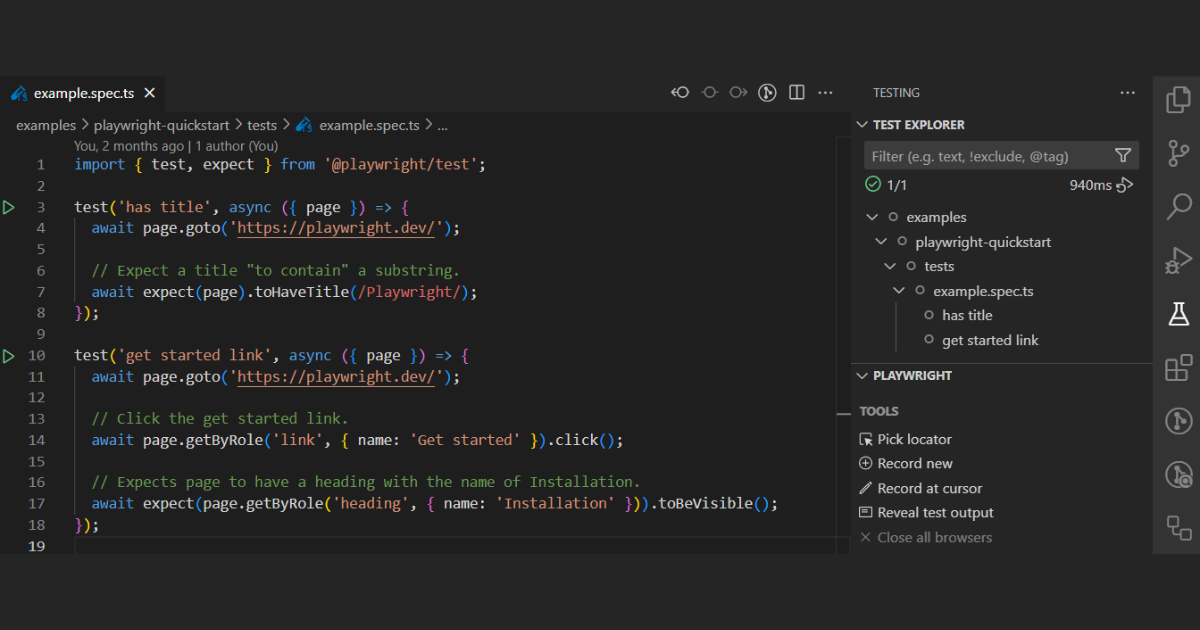 example.spec.ts
examples > playwright-quickstart > tests > example.spec.ts > ...
You, 2 months ago | 1 author (You)
1 import { test, expect } from '@playwright/test';
2
3 test('has title', async ({ page }) => {
4 await page.goto('https://playwright.dev/');
5
6 // Expect a title "to contain" a substring.
7 await expect(page).toHaveTitle(/Playwright/);
8 });
9
10 test('get started link', async ({ page }) => {
11 await page.goto('https://playwright.dev/');
12
13 // Click the get started link.
14 await page.getByRole('link', { name: 'Get started' }).click();
15
16 // Expects page to have a heading with the name of Installation.
17 await expect(page.getByRole('heading', { name: 'Installation' })).toBeVisible();
18 });
19
TESTING
TEST EXPLORER
Filter (e.g. text, !exclude, @tag)
1/1 940ms
examples
playwright-quickstart
tests
example.spec.ts
has title
get started link
PLAYWRIGHT
TOOLS
Pick locator
Record new
Record at cursor
Reveal test output
Close all browsers